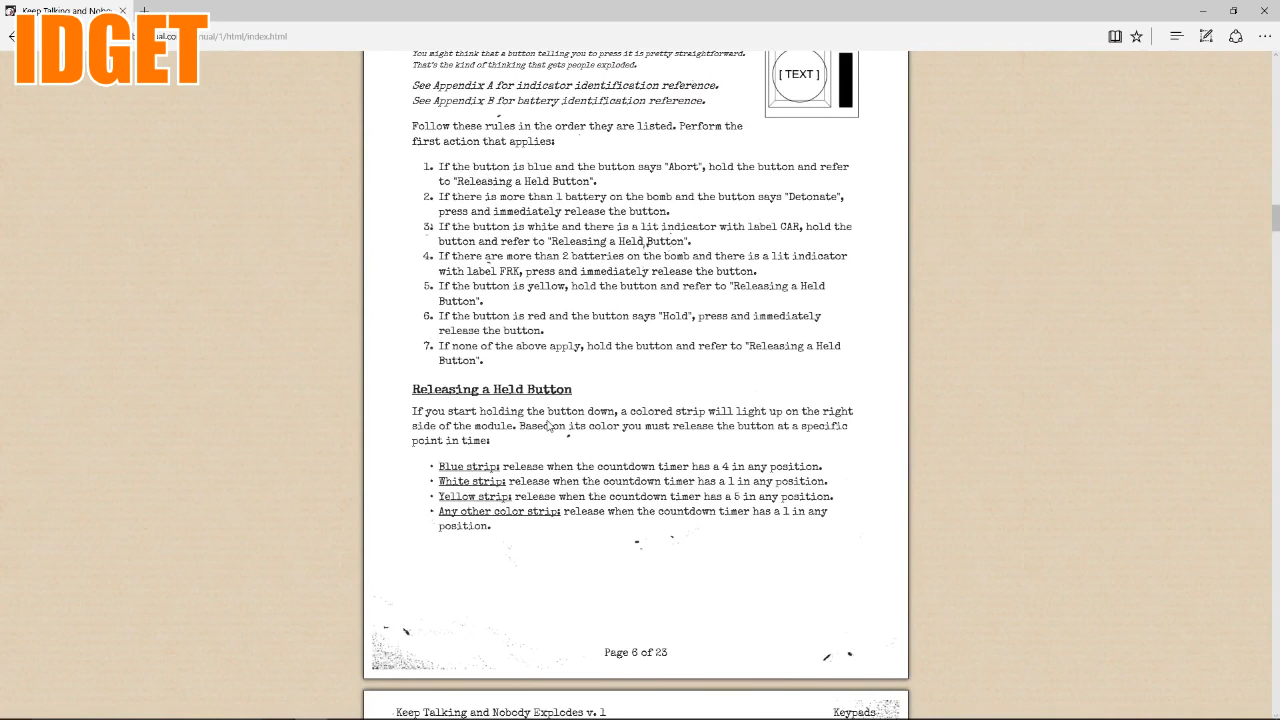 Keep Talking and Nobo
IDGET
nual/1/html/index.html
You might think that a button telling you to press it is pretty straightforward.
That's the kind of thinking that gets people exploded.
[ TEXT ]
See Appendix A for indicator identification reference.
See Appendix B for battery identification reference.
Follow these rules in the order they are listed. Perform the
first action that applies:
1. If the button is blue and the button says "Abort", hold the button and refer
to "Releasing a Held Button".
2. If there is more than 1 battery on the bomb and the button says "Detonate",
press and immediately release the button.
3. If the button is white and there is a lit indicator with label CAR, hold the
button and refer to "Releasing a Held Button".
4. If there are more than 2 batteries on the bomb and there is a lit indicator
with label FRK, press and immediately release the button.
5. If the button is yellow, hold the button and refer to "Releasing a Held
Button".
6. If the button is red and the button says "Hold", press and immediately
release the button.
7. If none of the above apply, hold the button and refer to "Releasing a Held
Button".
Releasing a Held Button
If you start holding the button down, a colored strip will light up on the right
side of the module. Based on its color you must release the button at a specific
point in time:
• Blue strip: release when the countdown timer has a 4 in any position.
• White strip: release when the countdown timer has a 1 in any position.
• Yellow strip: release when the countdown timer has a 5 in any position.
• Any other color strip: release when the countdown timer has a 1 in any
position.
Page 6 of 23
Keep Talking and Nobody Explodes v. 1
Keypads